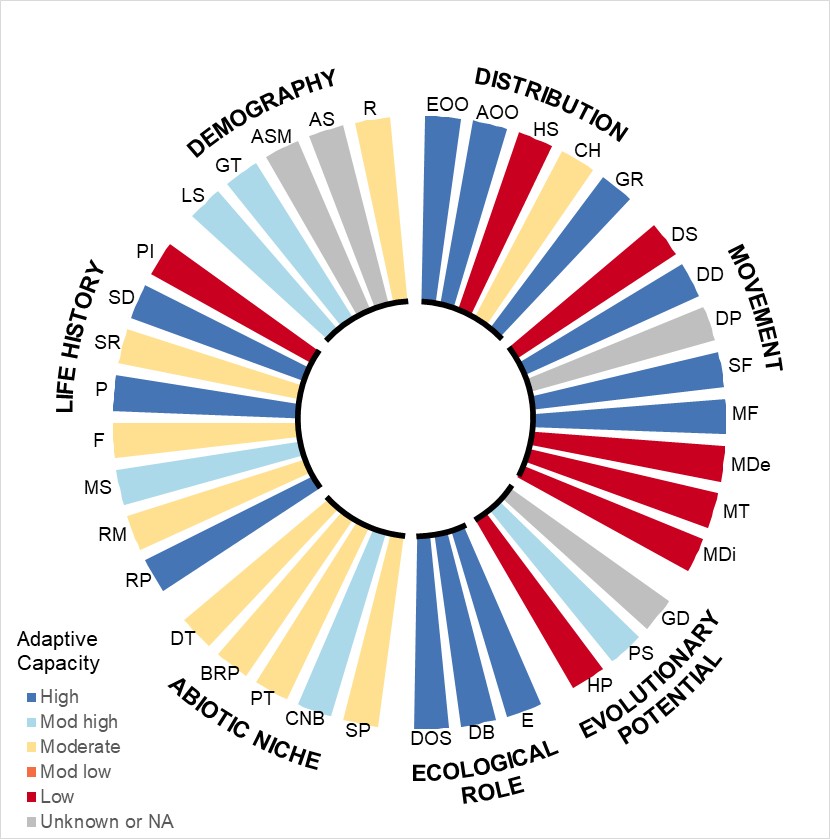 DISTRIBUTION
EOO
AOO
HS
CH
GR
MOVEMENT
DS
DD
DP
SF
MF
MDe
MT
MDi
EVOLUTIONARY
POTENTIAL
GD
PS
HP
ECOLOGICAL
ROLE
E
DB
DOS
ABIOTIC NICHE
SP
CNB
PT
BRP
DT
LIFE HISTORY
RP
RM
MS
F
P
SR
SD
PI
DEMOGRAPHY
LS
GT
ASM
AS
R
Adaptive
Capacity
High
Mod high
Moderate
Mod low
Low
Unknown or NA